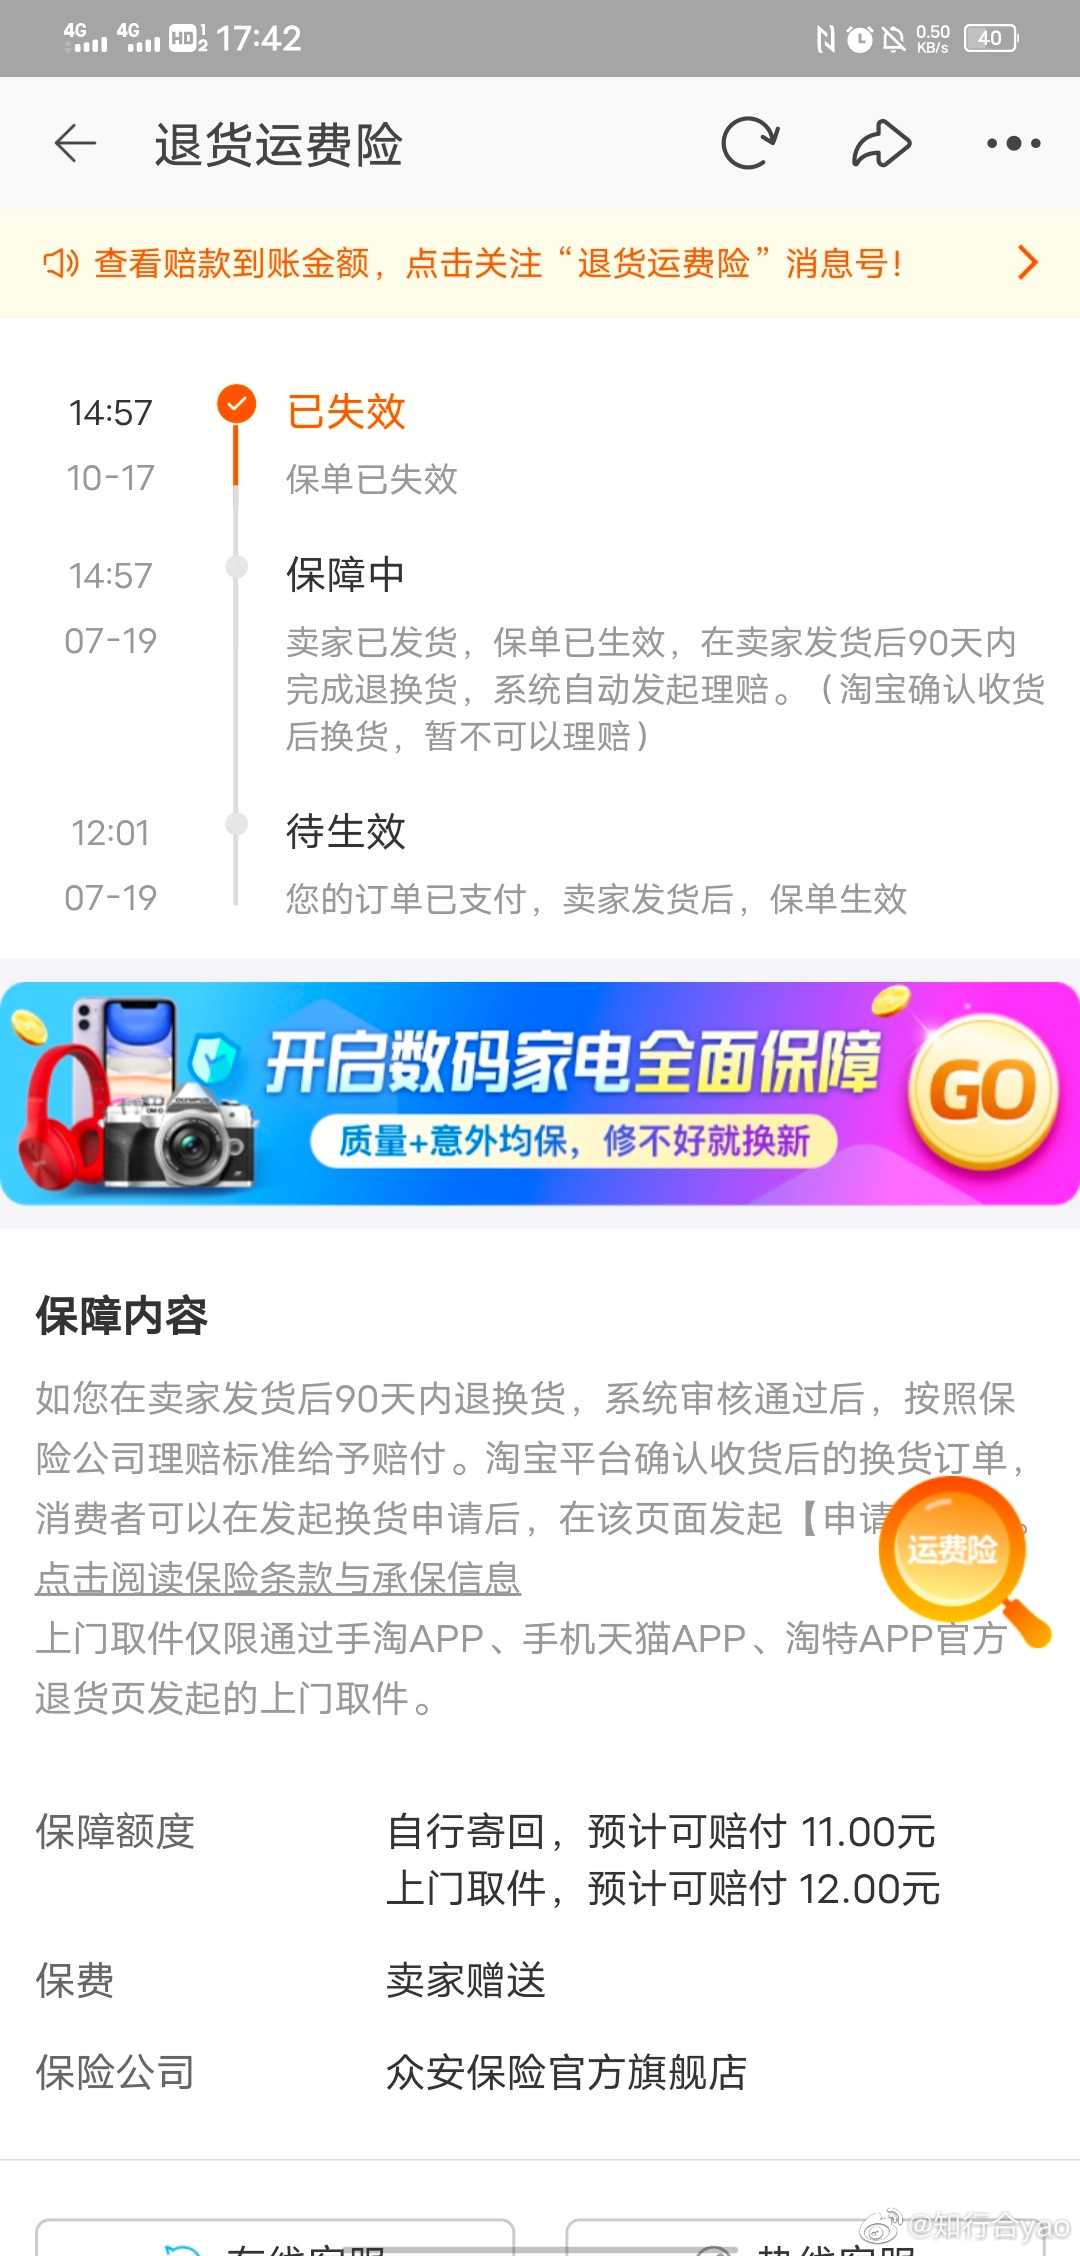 4G 4G HD 1 2 17:42 0.50 KB/s 40
退货运费险
查看赔款到账金额，点击关注“退货运费险”消息号！
14:57 已失效
10-17 保单已失效
14:57 保障中
07-19 卖家已发货，保单已生效，在卖家发货后90天内
完成退换货，系统自动发起理赔。（淘宝确认收货
后换货，暂不可以理赔）
12:01 待生效
07-19 您的订单已支付，卖家发货后，保单生效
开启数码家电全面保障
GO
质量+意外均保，修不好就换新
OLYMPUS
保障内容
如您在卖家发货后90天内退换货，系统审核通过后，按照保
险公司理赔标准给予赔付。淘宝平台确认收货后的换货订单，
消费者可以在发起换货申请后，在该页面发起【申请
。
运费险
点击阅读保险条款与承保信息
上门取件仅限通过手淘APP、手机天猫APP、淘特APP官方
退货页发起的上门取件。
保障额度 自行寄回，预计可赔付 11.00元
上门取件，预计可赔付 12.00元
保费 卖家赠送
保险公司 众安保险官方旗舰店
在线客服 热线客服
@知行合yao